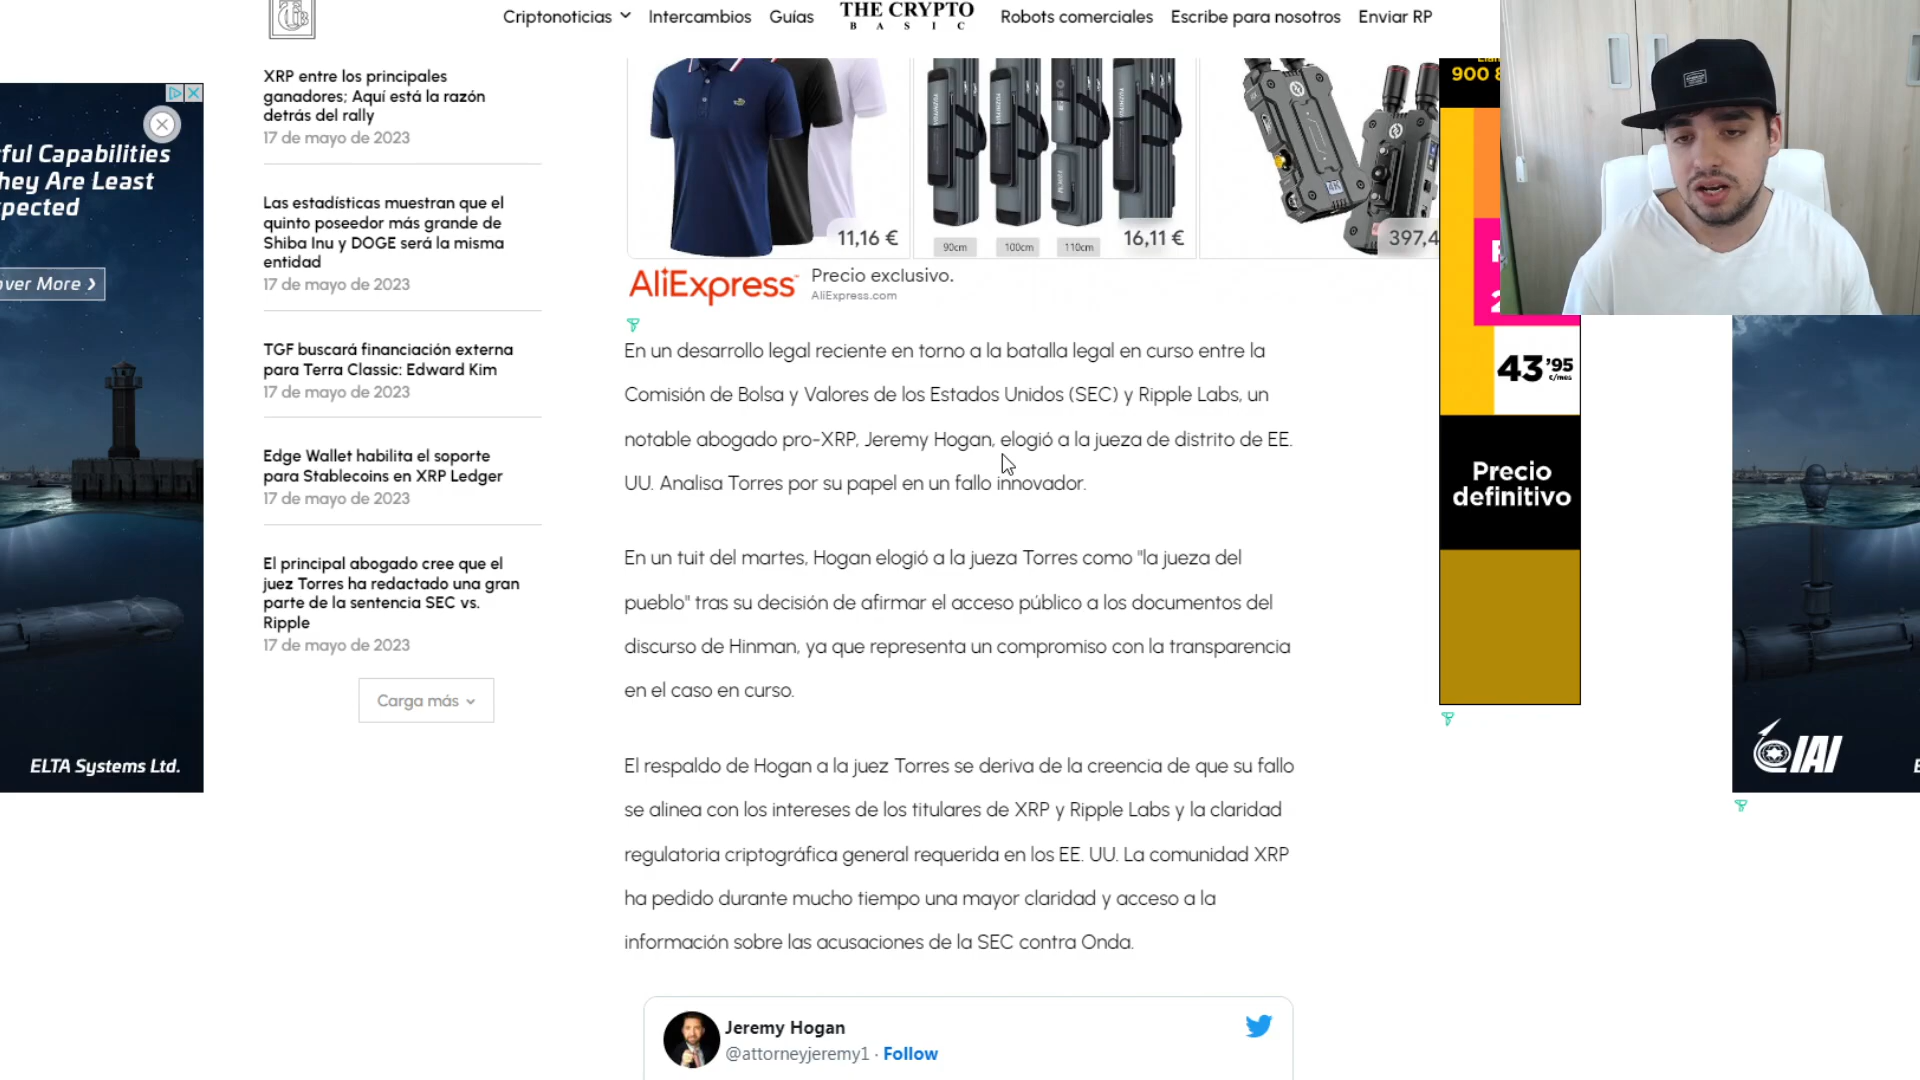 Criptonoticias
Intercambios
Guías
THE CRYPTO
BASIC
Robots comerciales
Escribe para nosotros
Enviar RP
XRP entre los principales
ganadores; Aquí está la razón
detrás del rally
17 de mayo de 2023
Las estadísticas muestran que el
quinto poseedor más grande de
Shiba Inu y DOGE será la misma
entidad
17 de mayo de 2023
TGF buscará financiación externa
para Terra Classic: Edward Kim
17 de mayo de 2023
Edge Wallet habilita el soporte
para Stablecoins en XRP Ledger
17 de mayo de 2023
El principal abogado cree que el
juez Torres ha redactado una gran
parte de la sentencia SEC vs.
Ripple
17 de mayo de 2023
Carga más
ful Capabilities
hey Are Least
pected
ver More
ELTA Systems Ltd.
11,16 €
90cm
100cm
110cm
16,11 €
4K
397,4
AliExpress
Precio exclusivo.
AliExpress.com
En un desarrollo legal reciente en torno a la batalla legal en curso entre la
Comisión de Bolsa y Valores de los Estados Unidos (SEC) y Ripple Labs, un
notable abogado pro-XRP, Jeremy Hogan, elogió a la jueza de distrito de EE.
UU. Analisa Torres por su papel en un fallo innovador.
En un tuit del martes, Hogan elogió a la jueza Torres como "la jueza del
pueblo" tras su decisión de afirmar el acceso público a los documentos del
discurso de Hinman, ya que representa un compromiso con la transparencia
en el caso en curso.
El respaldo de Hogan a la juez Torres se deriva de la creencia de que su fallo
se alinea con los intereses de los titulares de XRP y Ripple Labs y la claridad
regulatoria criptográfica general requerida en los EE. UU. La comunidad XRP
ha pedido durante mucho tiempo una mayor claridad y acceso a la
información sobre las acusaciones de la SEC contra Onda.
Jeremy Hogan
@attorneyjeremy1 · Follow
900 8
43'95
€/mes
Precio
definitivo
IAI